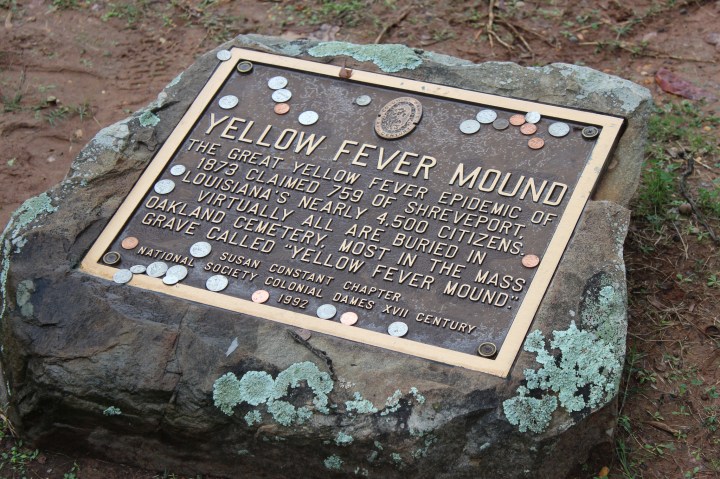 YELLOW FEVER MOUND
THE GREAT YELLOW FEVER EPIDEMIC OF
1873 CLAIMED 759 OF SHREVEPORT,
LOUISIANA'S NEARLY 4,500 CITIZENS.
VIRTUALLY ALL ARE BURIED IN
OAKLAND CEMETERY, MOST IN THE MASS
GRAVE CALLED "YELLOW FEVER MOUND."
SUSAN CONSTANT CHAPTER
NATIONAL SOCIETY COLONIAL DAMES XVII CENTURY
1992